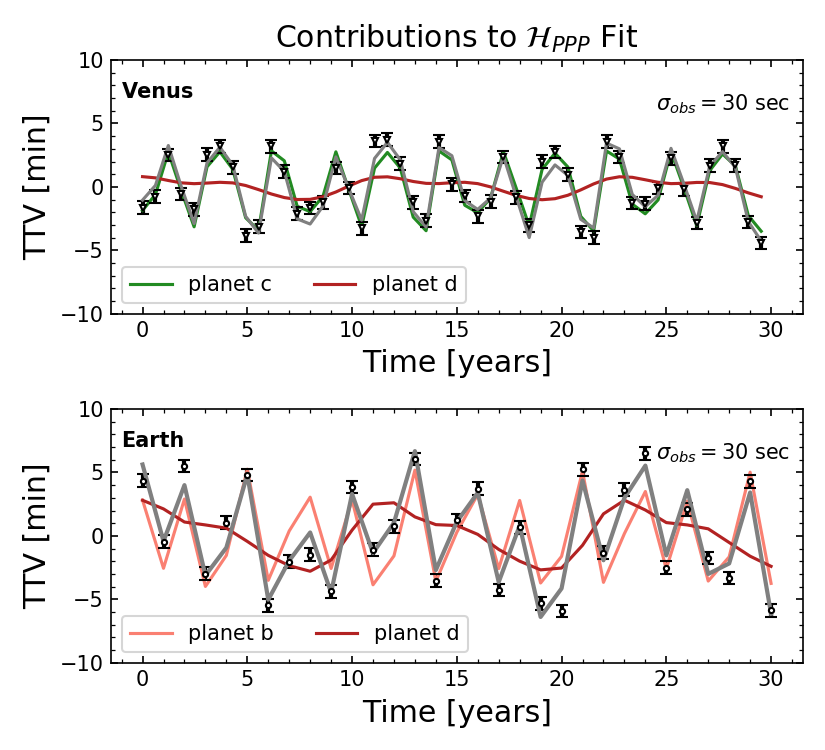 Contributions to ℋ_PPP Fit
Venus
σ_obs = 30 sec
TTV [min]
10
5
0
−5
−10
planet c planet d
0 5 10 15 20 25 30
Time [years]
Earth
σ_obs = 30 sec
TTV [min]
10
5
0
−5
−10
planet b planet d
0 5 10 15 20 25 30
Time [years]